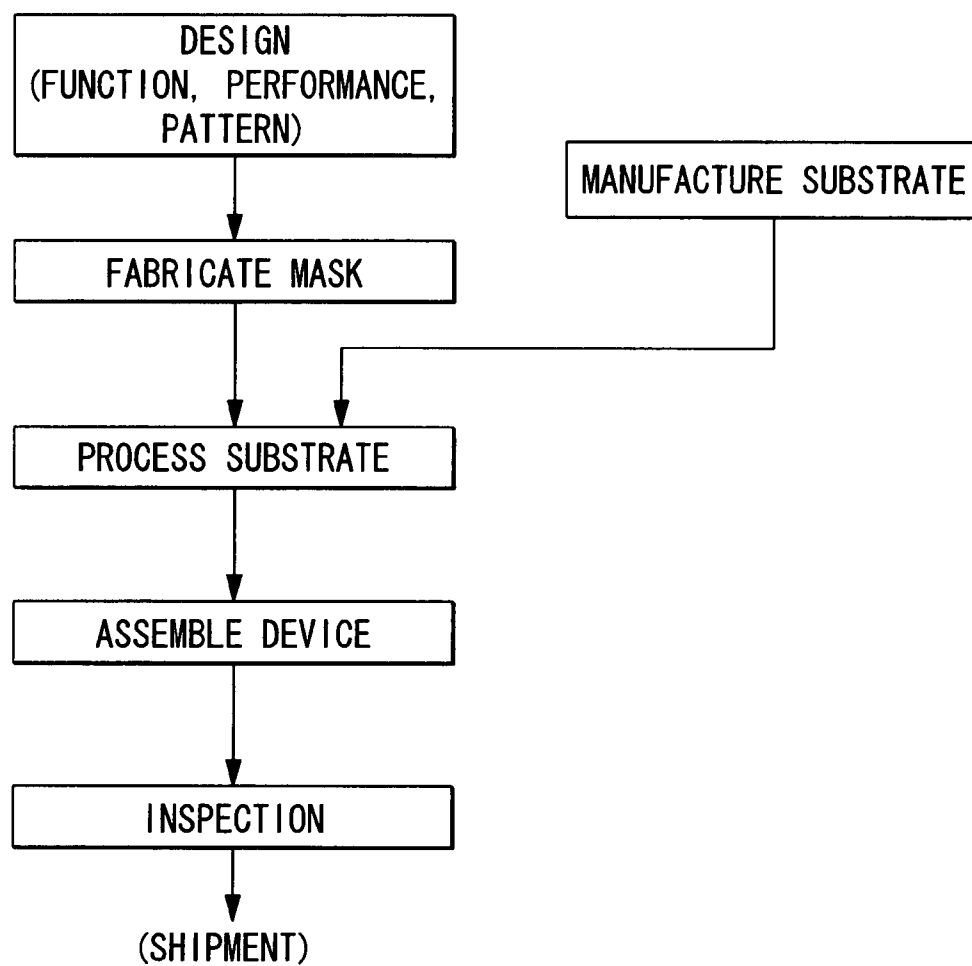 DESIGN
(FUNCTION, PERFORMANCE,
PATTERN)
MANUFACTURE SUBSTRATE
FABRICATE MASK
PROCESS SUBSTRATE
ASSEMBLE DEVICE
INSPECTION
(SHIPMENT)